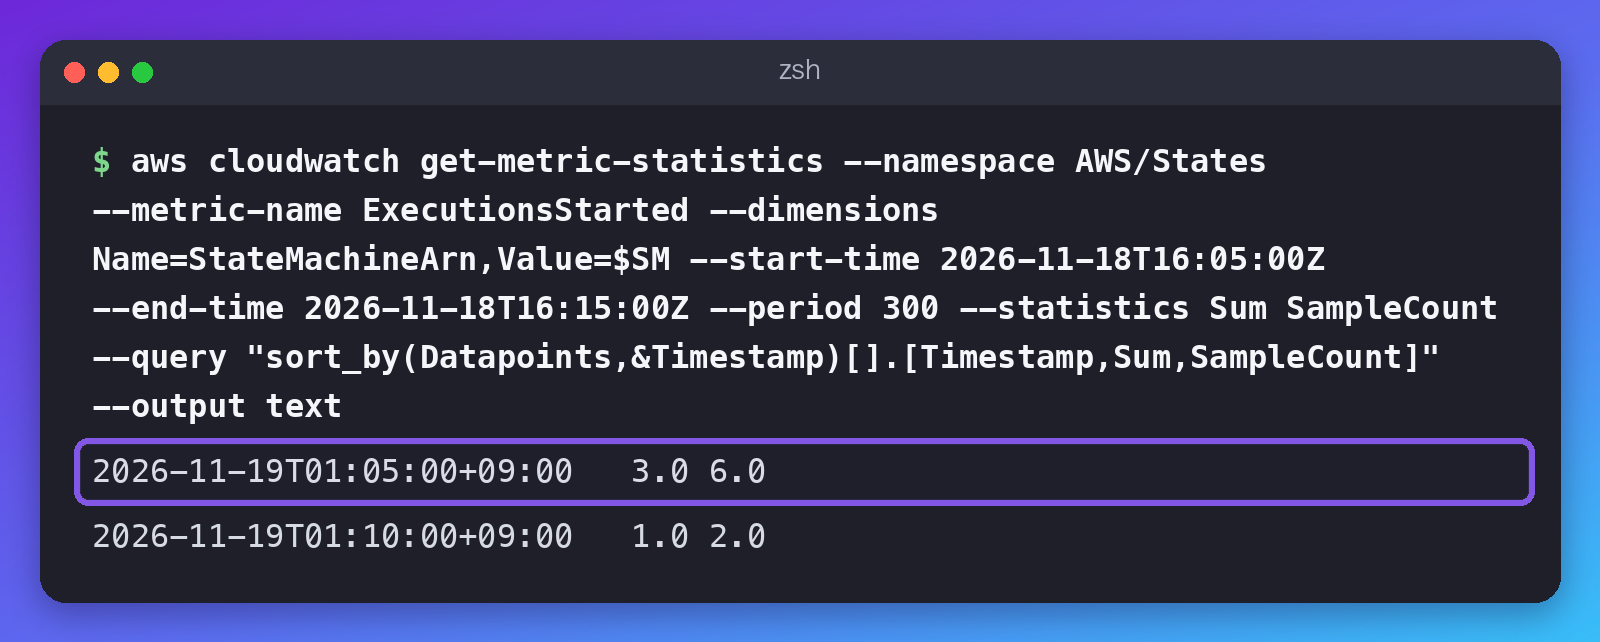 zsh
$ aws cloudwatch get-metric-statistics --namespace AWS/States
--metric-name ExecutionsStarted --dimensions
Name=StateMachineArn,Value=$SM --start-time 2026-11-18T16:05:00Z
--end-time 2026-11-18T16:15:00Z --period 300 --statistics Sum SampleCount
--query "sort_by(Datapoints,&Timestamp)[].[Timestamp,Sum,SampleCount]"
--output text
2026-11-19T01:05:00+09:00   3.0 6.0
2026-11-19T01:10:00+09:00   1.0 2.0